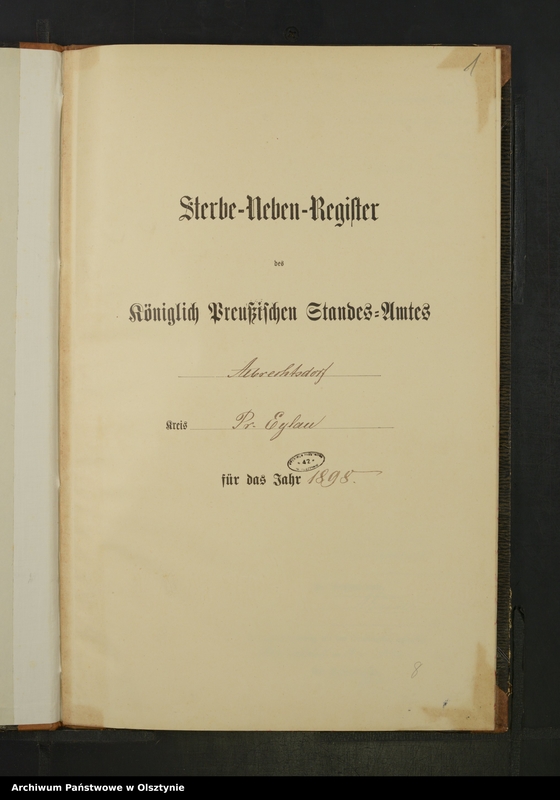 1
Sterbe-Neben-Register
des
Königlich Preußischen Standes-Amtes
Albrechtsdorf
Kreis Pr. Eylau
• 42 •
für das Jahr 1898.
8
Archiwum Państwowe w Olsztynie